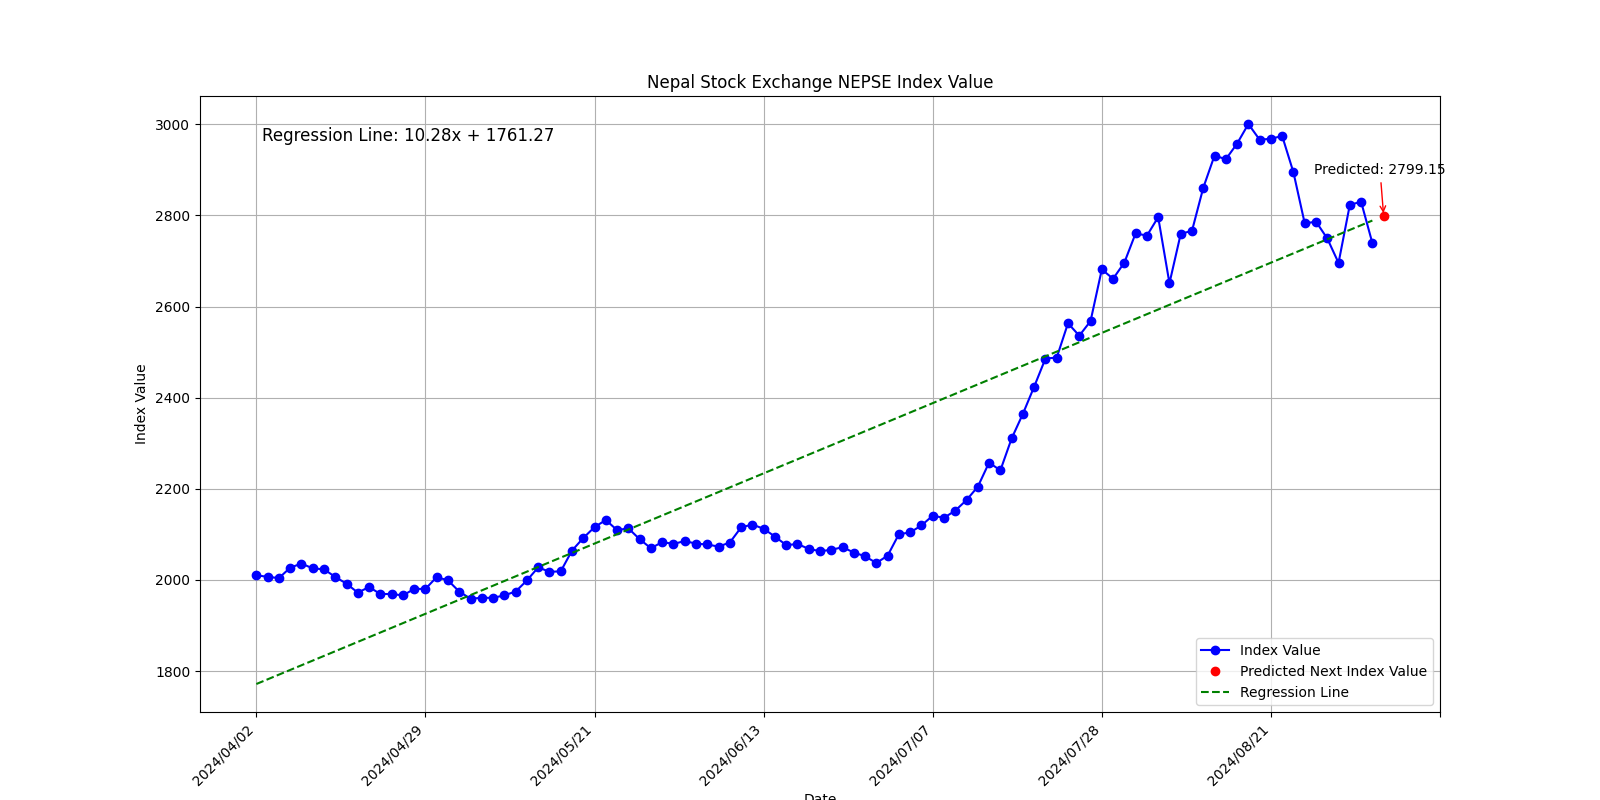 Nepal Stock Exchange NEPSE Index Value
Regression Line: 10.28x + 1761.27
Predicted: 2799.15
3000
2800
2600
2400
2200
2000
1800
Index Value
Index Value
Predicted Next Index Value
Regression Line
2024/04/02
2024/04/29
2024/05/21
2024/06/13
2024/07/07
2024/07/28
2024/08/21
Date